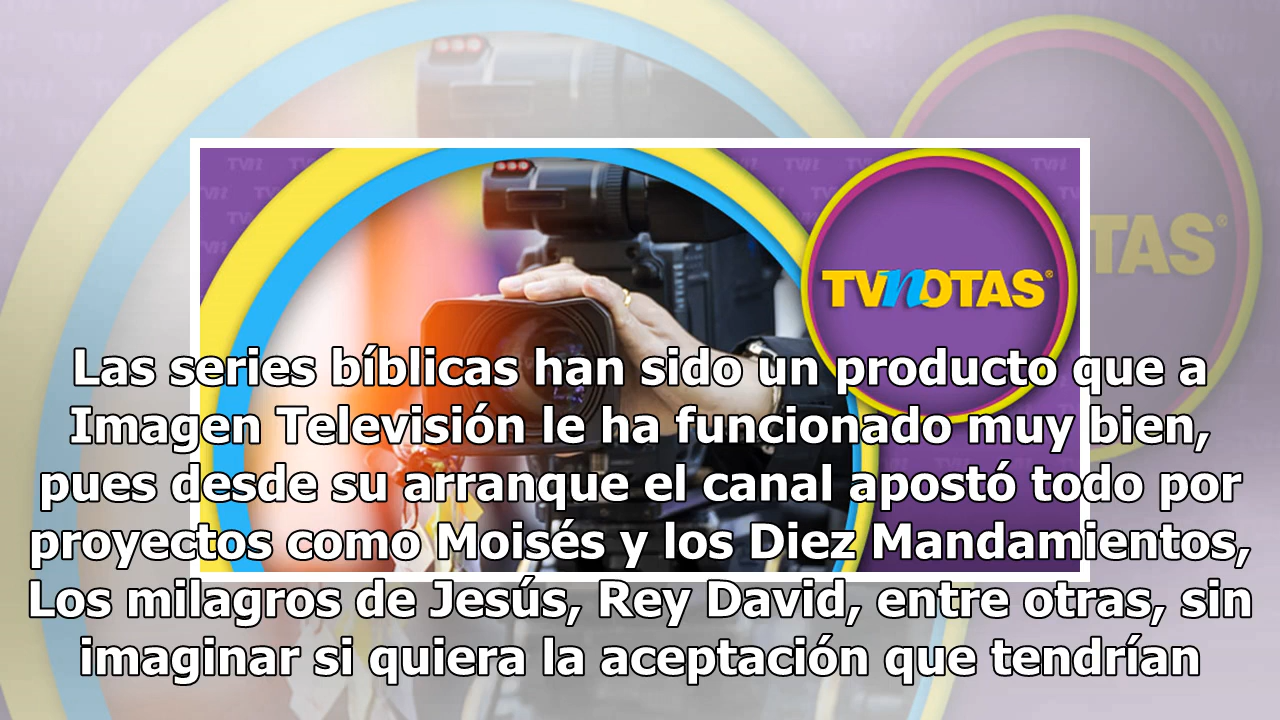 TVnOTAS®
TAS®
Las series bíblicas han sido un producto que a
Imagen Televisión le ha funcionado muy bien,
pues desde su arranque el canal apostó todo por
proyectos como Moisés y los Diez Mandamientos,
Los milagros de Jesús, Rey David, entre otras, sin
imaginar si quiera la aceptación que tendrían